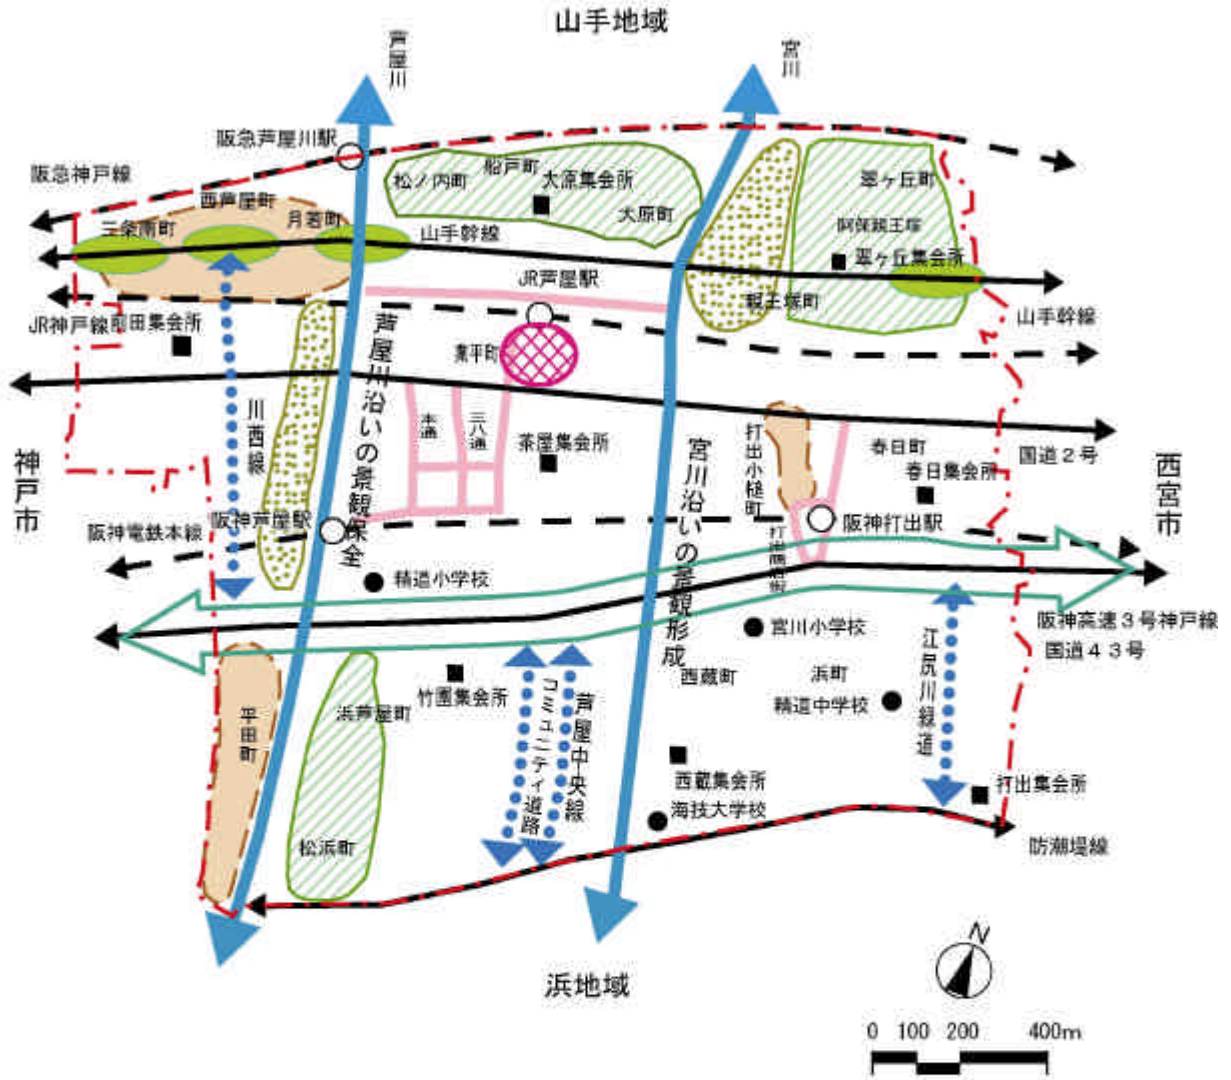 山手地域
芦屋川
宮川
阪急芦屋川駅
阪急神戸線
西芦屋町
三条南町
月若町
松ノ内町
船戸町
大原集会所
大原町
翠ヶ丘町
阿保親王塚
翠ヶ丘集会所
山手幹線
JR芦屋駅
親王塚町
山手幹線
JR神戸線
前田集会所
業平町
芦屋川沿いの景観保全
川西線
本通
三八通
茶屋集会所
宮川沿いの景観形成
打出小槌町
春日町
春日集会所
国道2号
神戸市
西宮市
阪神電鉄本線
阪神芦屋駅
阪神打出駅
打出商店街
精道小学校
宮川小学校
阪神高速3号神戸線
国道43号
江尻川緑道
西蔵町
浜町
精道中学校
竹園集会所
コミュニティ道路
芦屋中央線
浜芦屋町
平田町
西蔵集会所
打出集会所
海技大学校
松浜町
防潮堤線
浜地域
N
0 100 200 400m